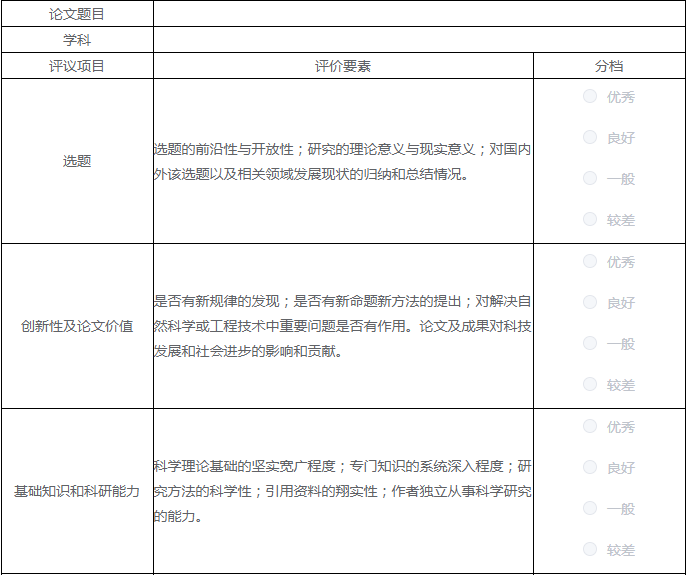 论文题目
学科
评议项目 评价要素 分档
选题
选题的前沿性与开放性；研究的理论意义与现实意义；对国内
外该选题以及相关领域发展现状的归纳和总结情况。
优秀
良好
一般
较差
创新性及论文价值
是否有新规律的发现；是否有新命题新方法的提出；对解决自
然科学或工程技术中重要问题是否有作用。论文及成果对科技
发展和社会进步的影响和贡献。
优秀
良好
一般
较差
基础知识和科研能力
科学理论基础的坚实宽广程度；专门知识的系统深入程度；研
究方法的科学性；引用资料的翔实性；作者独立从事科学研究
的能力。
优秀
良好
一般
较差